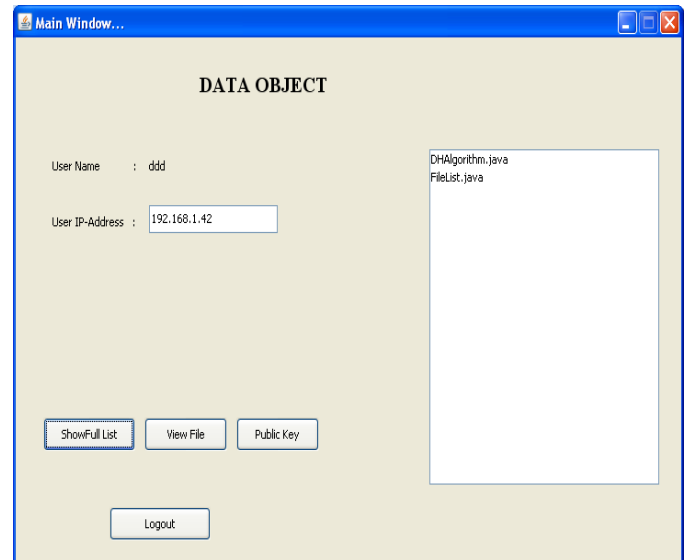 Main Window...
DATA OBJECT
User Name : ddd
User IP-Address : 192.168.1.42
DHAlgorithm.java
FileList.java
ShowFull List View File Public Key
Logout